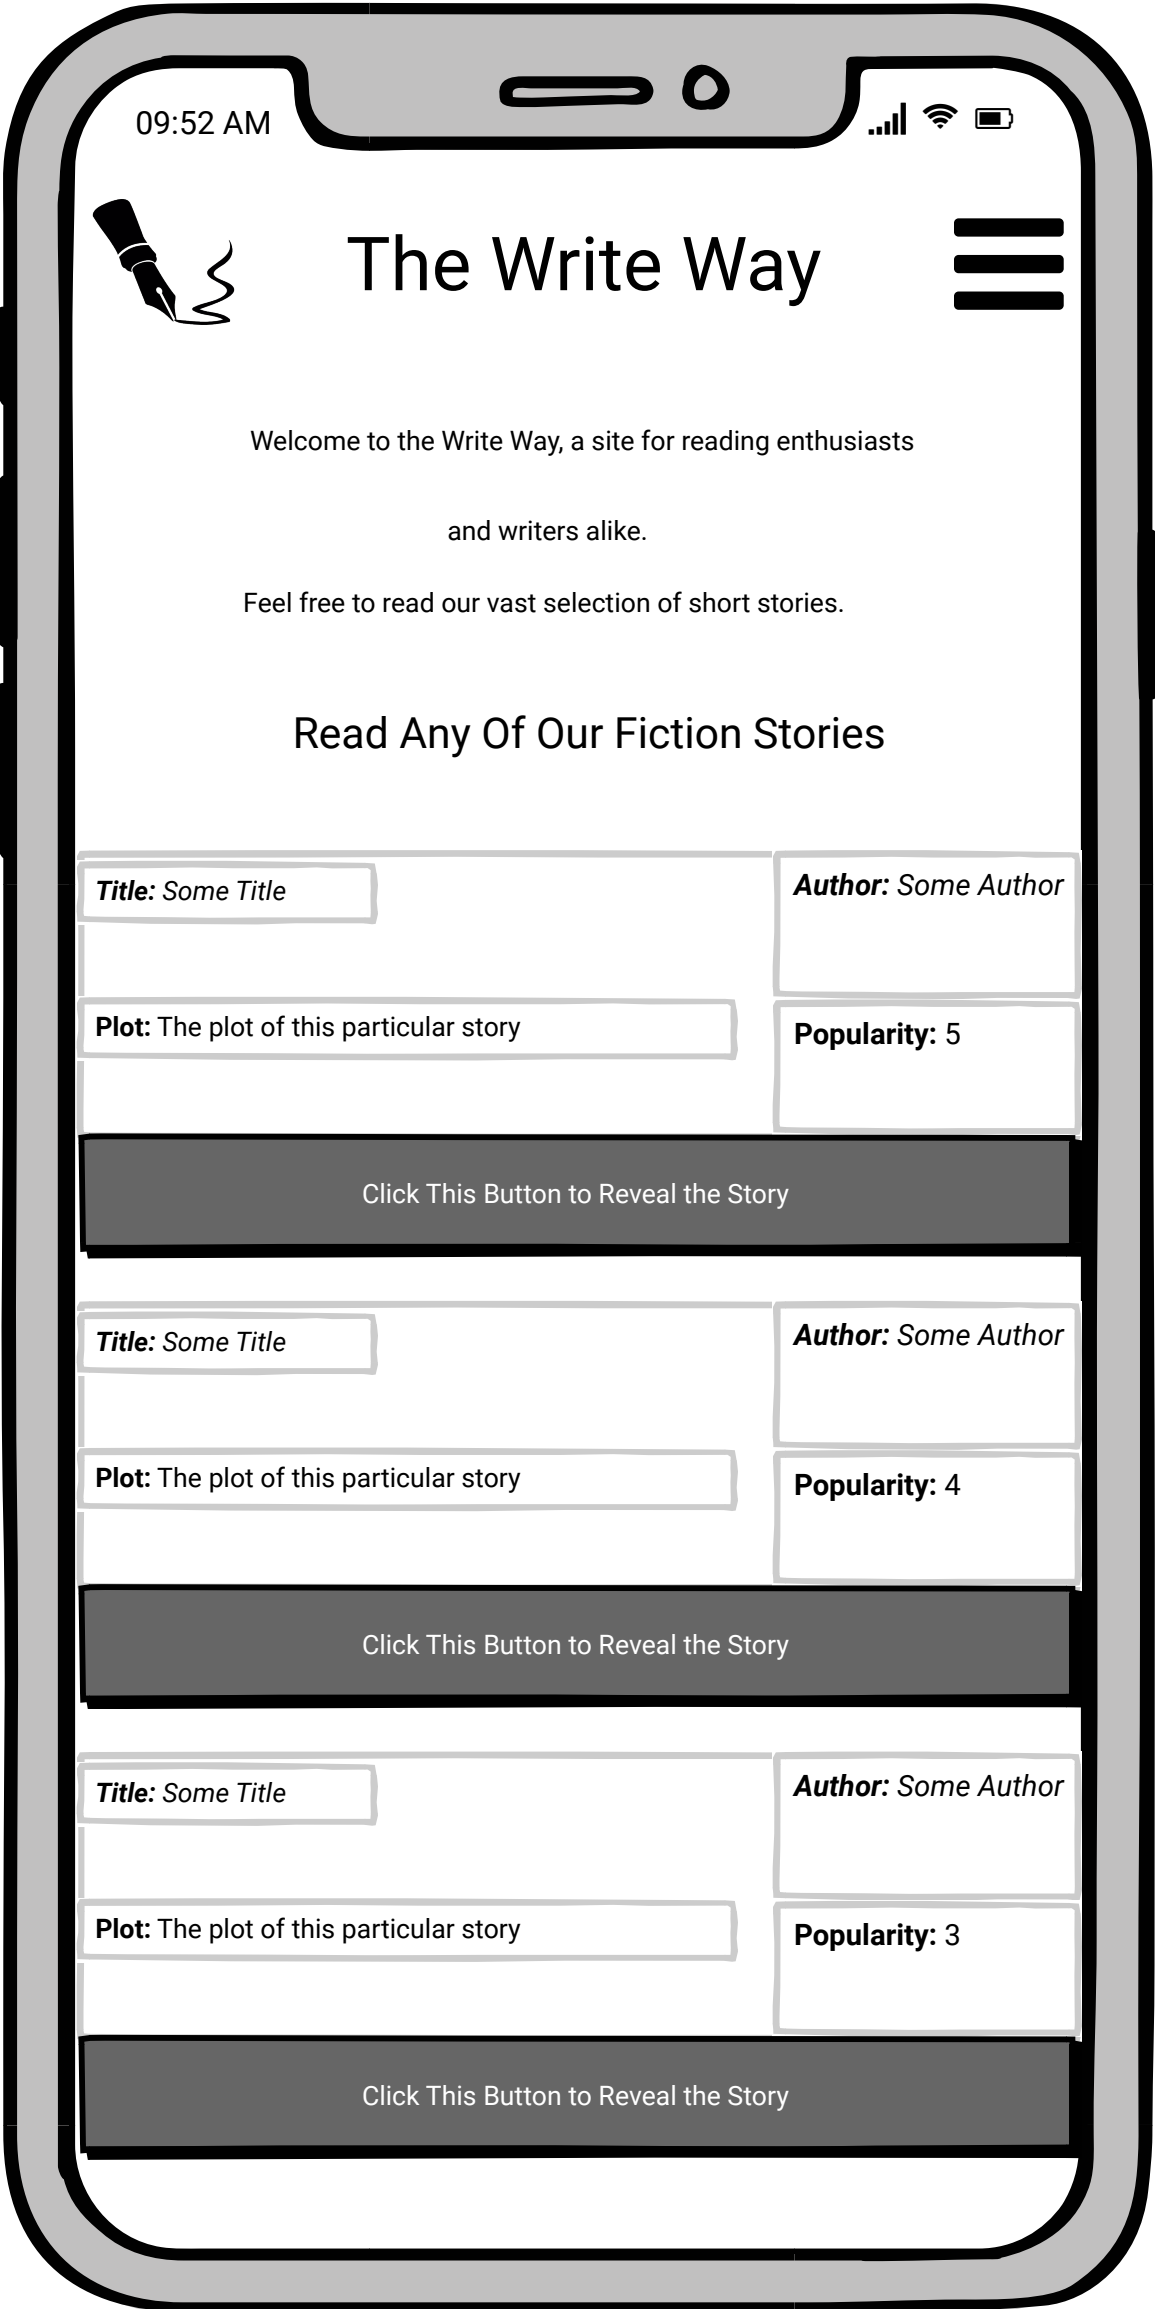 09:52 AM
The Write Way
Welcome to the Write Way, a site for reading enthusiasts
and writers alike.
Feel free to read our vast selection of short stories.
Read Any Of Our Fiction Stories
Title: Some Title
Author: Some Author
Plot: The plot of this particular story
Popularity: 5
Click This Button to Reveal the Story
Title: Some Title
Author: Some Author
Plot: The plot of this particular story
Popularity: 4
Click This Button to Reveal the Story
Title: Some Title
Author: Some Author
Plot: The plot of this particular story
Popularity: 3
Click This Button to Reveal the Story